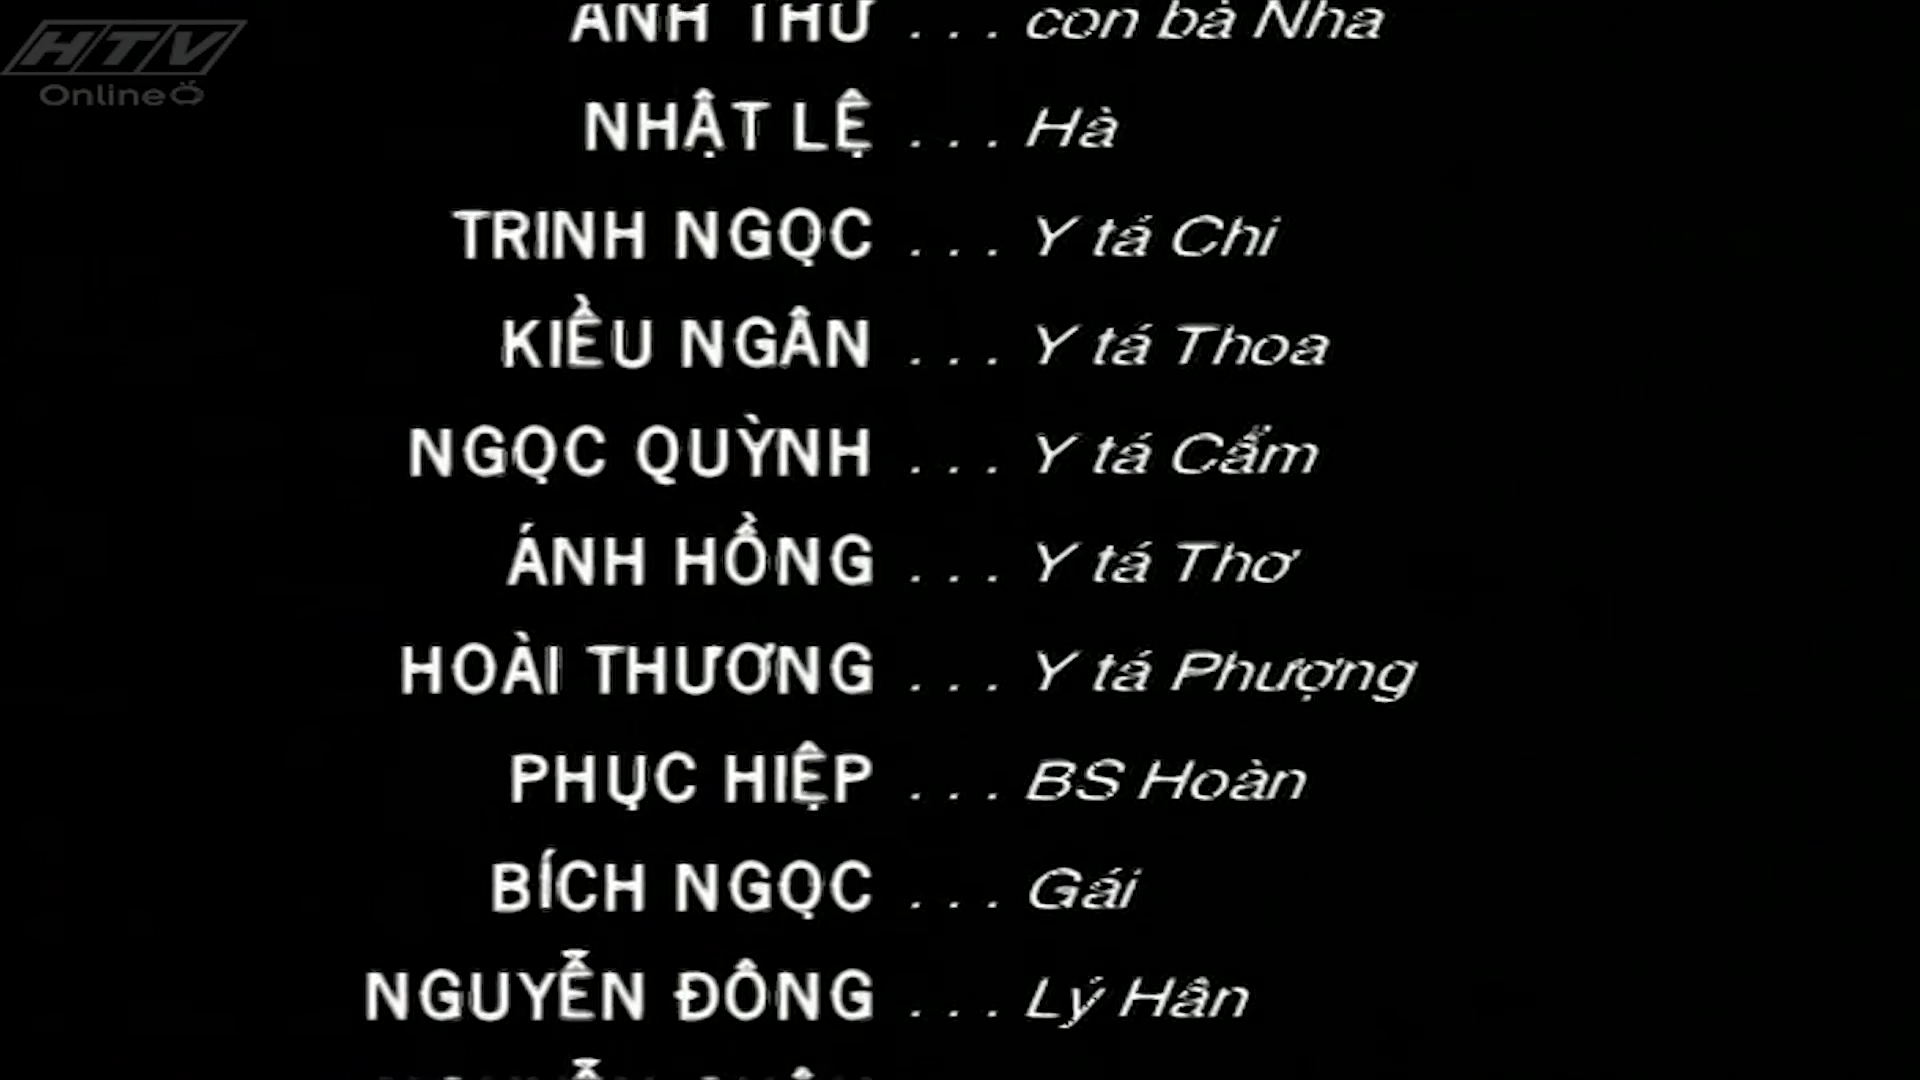 HTV
Online
ANH THƯ . . . con bà Nha
NHẬT LỆ . . . Hà
TRINH NGỌC . . . Y tá Chi
KIỀU NGÂN . . . Y tá Thoa
NGỌC QUỲNH . . . Y tá Cẩm
ÁNH HỒNG . . . Y tá Thơ
HOÀI THƯƠNG . . . Y tá Phượng
PHỤC HIỆP . . . BS Hoàn
BÍCH NGỌC . . . Gái
NGUYỄN ĐÔNG . . . Lý Hân